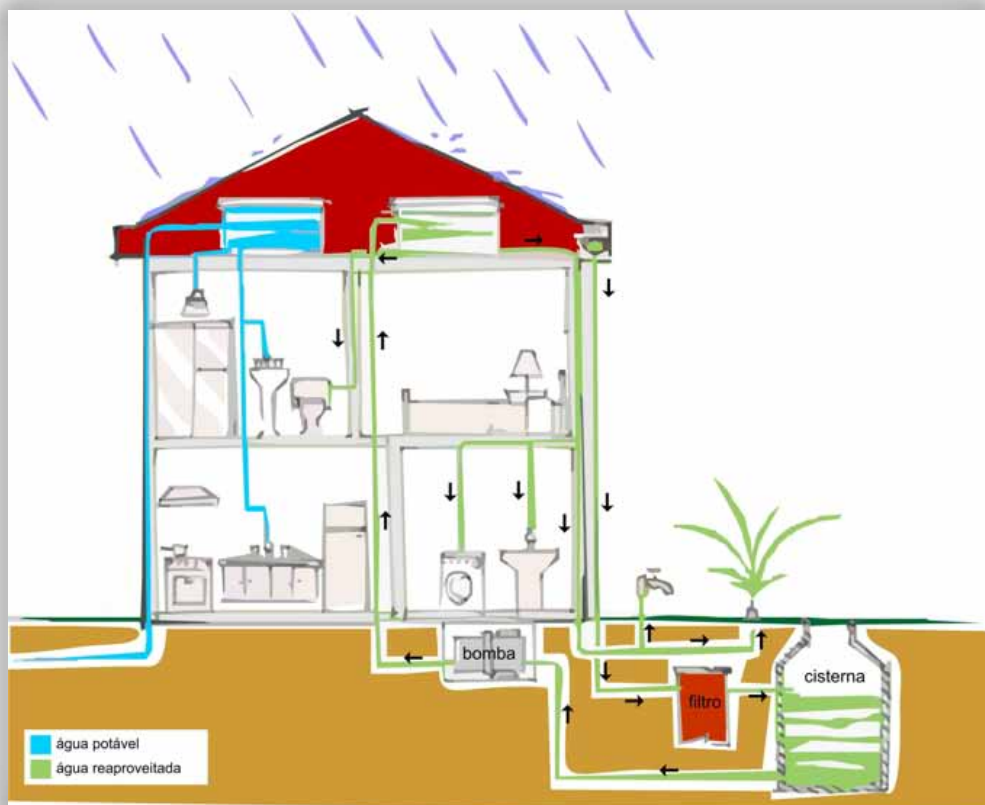 bomba
cisterna
filtro
água potável
água reaproveitada